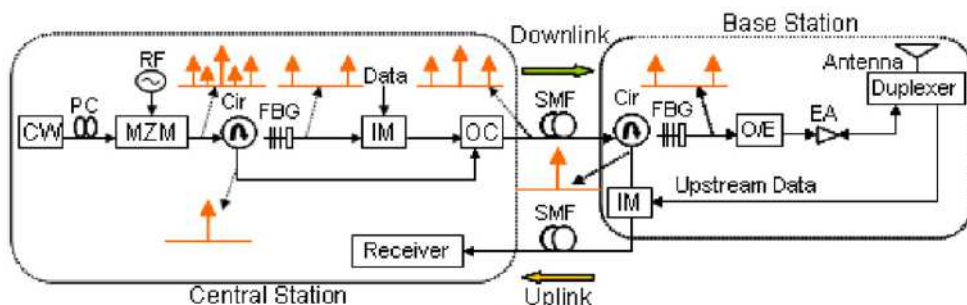 Downlink
Base Station
RF
Data
Antenna
PC
Cir
FBG
SMF
Cir
FBG
EA
Duplexer
CW
MZM
IM
OC
O/E
Upstream Data
IM
SMF
Receiver
Central Station
Uplink